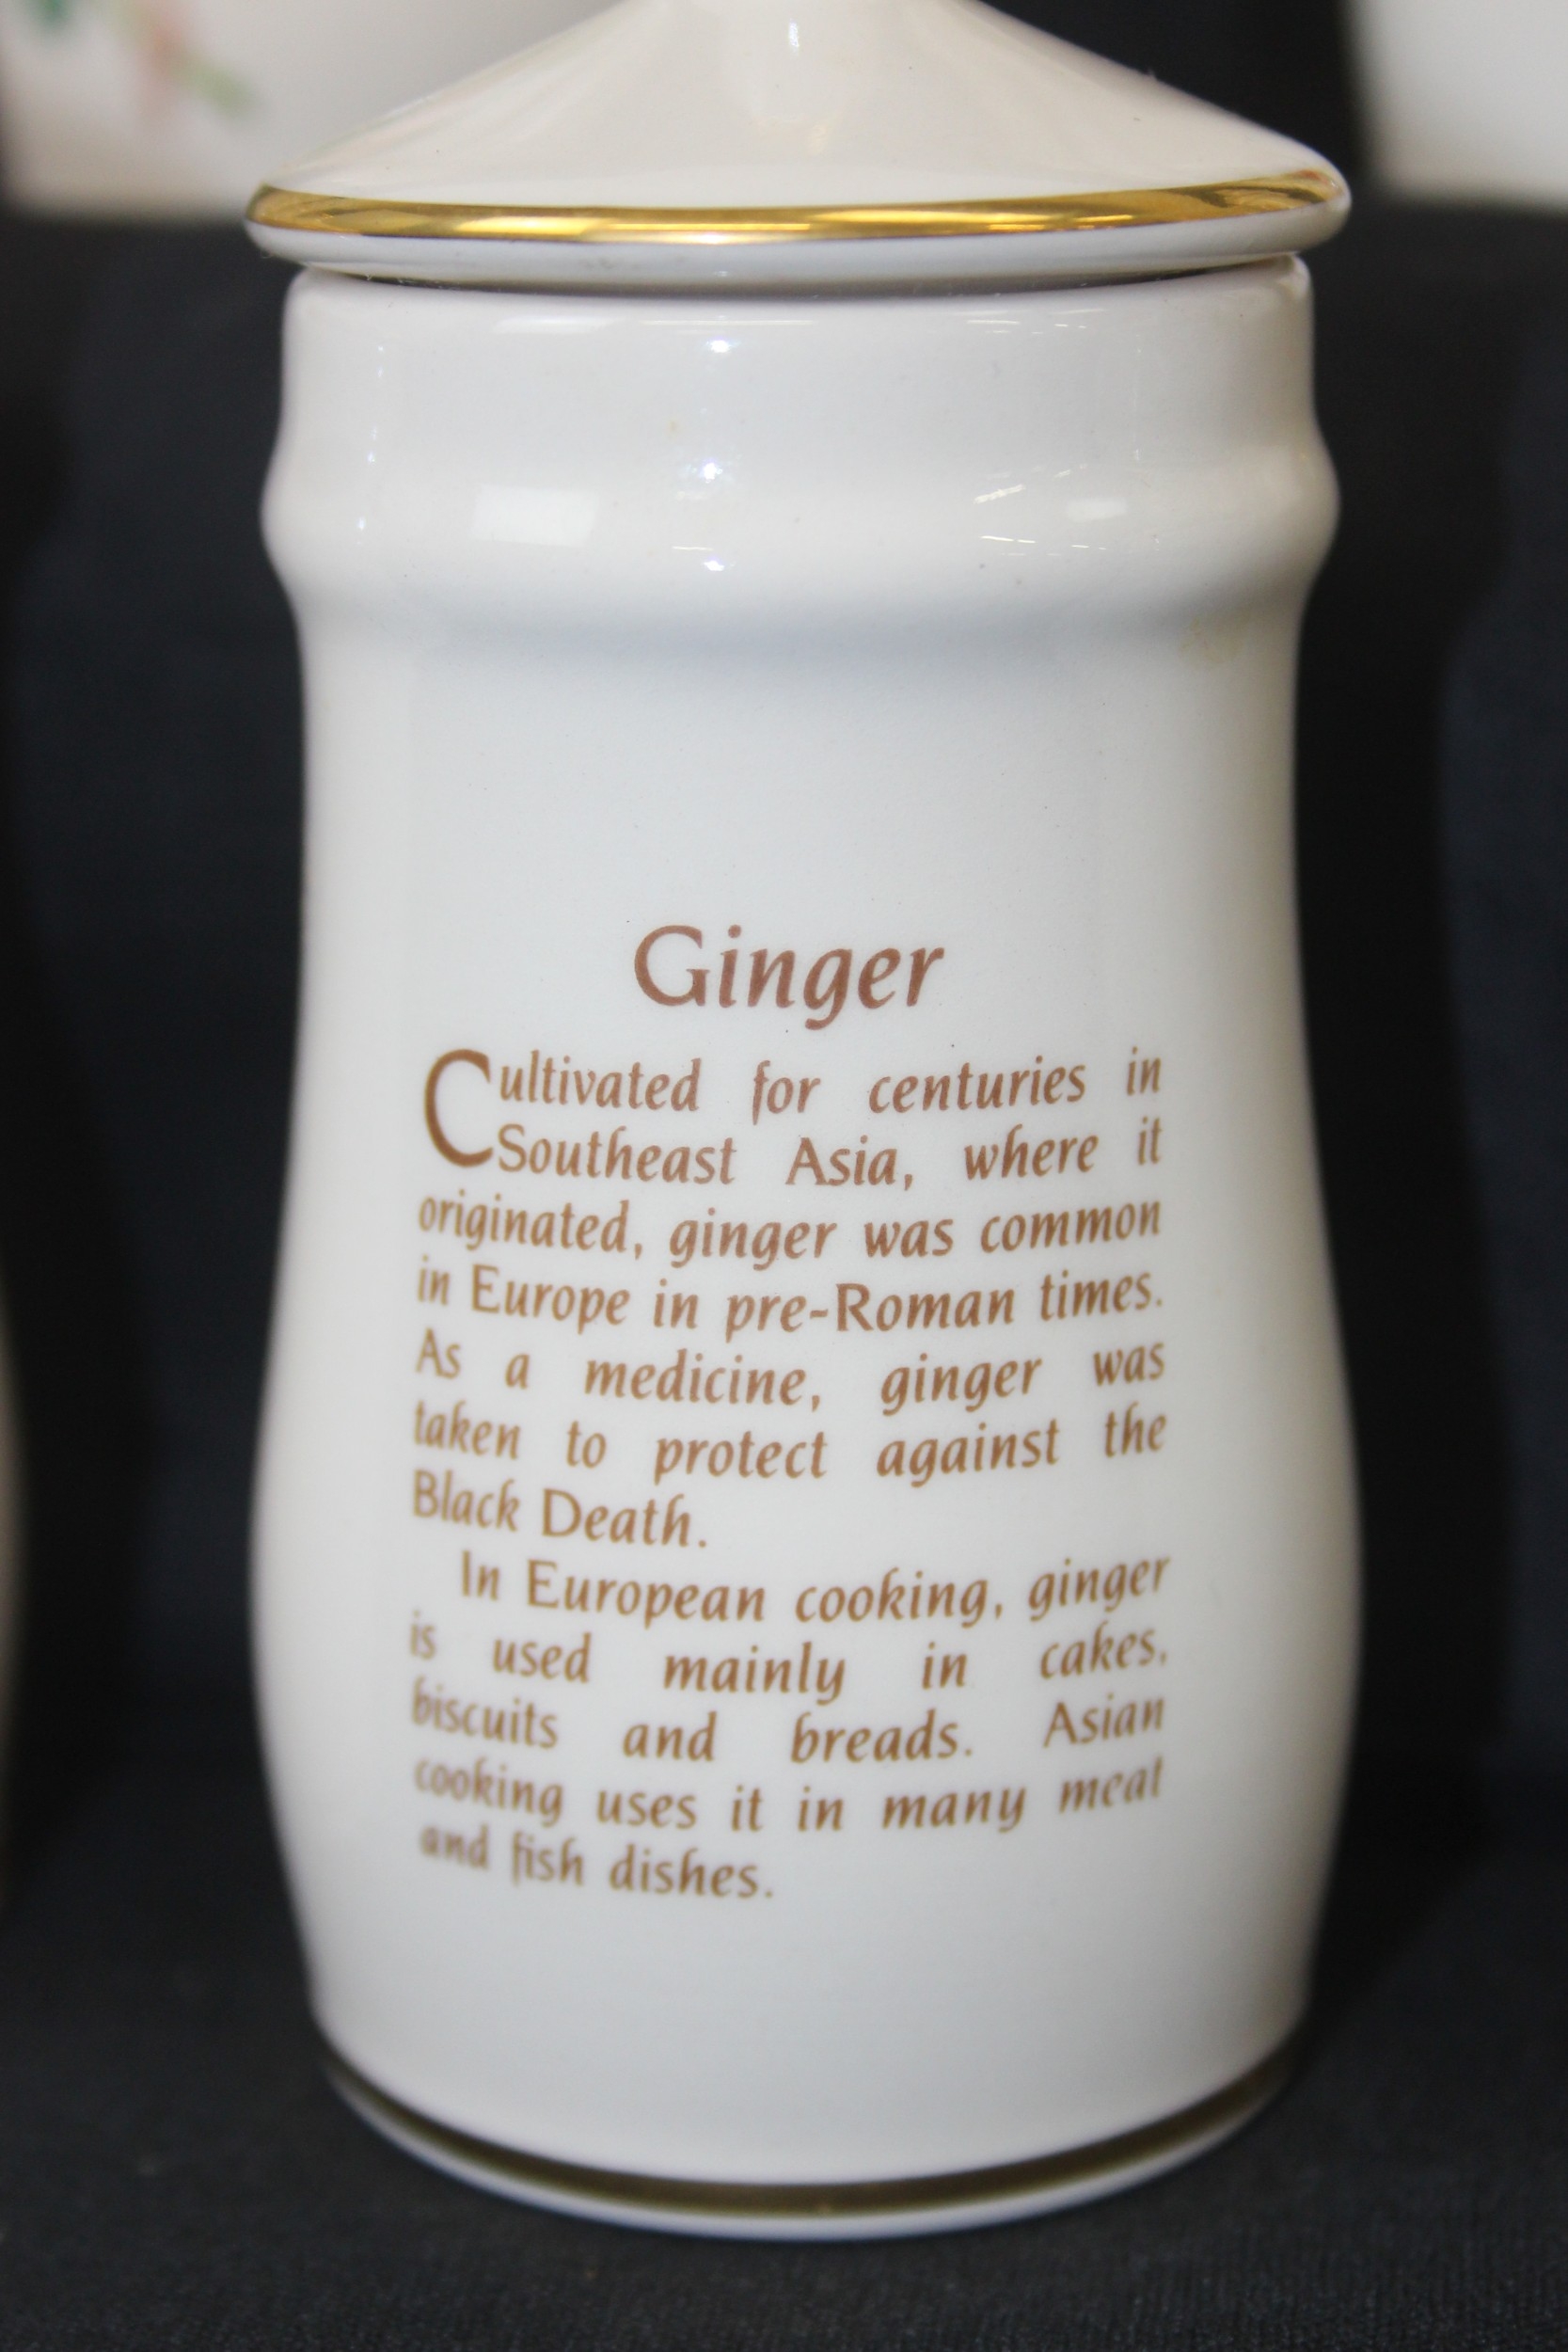 Ginger
Cultivated for centuries in
Southeast Asia, where it
originated, ginger was common
in Europe in pre-Roman times.
As a medicine, ginger was
taken to protect against the
Black Death.
In European cooking, ginger
is used mainly in cakes,
biscuits and breads. Asian
cooking uses it in many meat
and fish dishes.